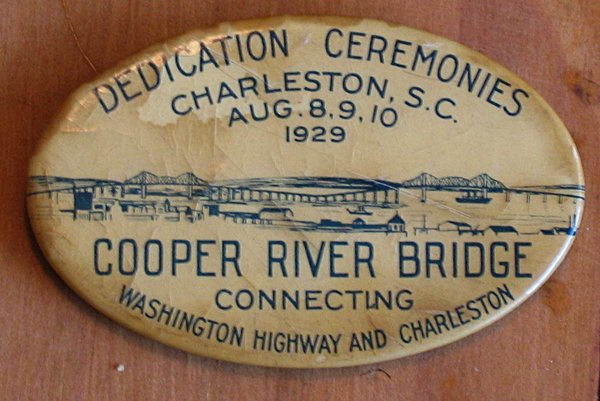 DEDICATION CEREMONIES
CHARLESTON, S.C.
AUG. 8, 9, 10
1929
COOPER RIVER BRIDGE
CONNECTING
WASHINGTON HIGHWAY AND CHARLESTON